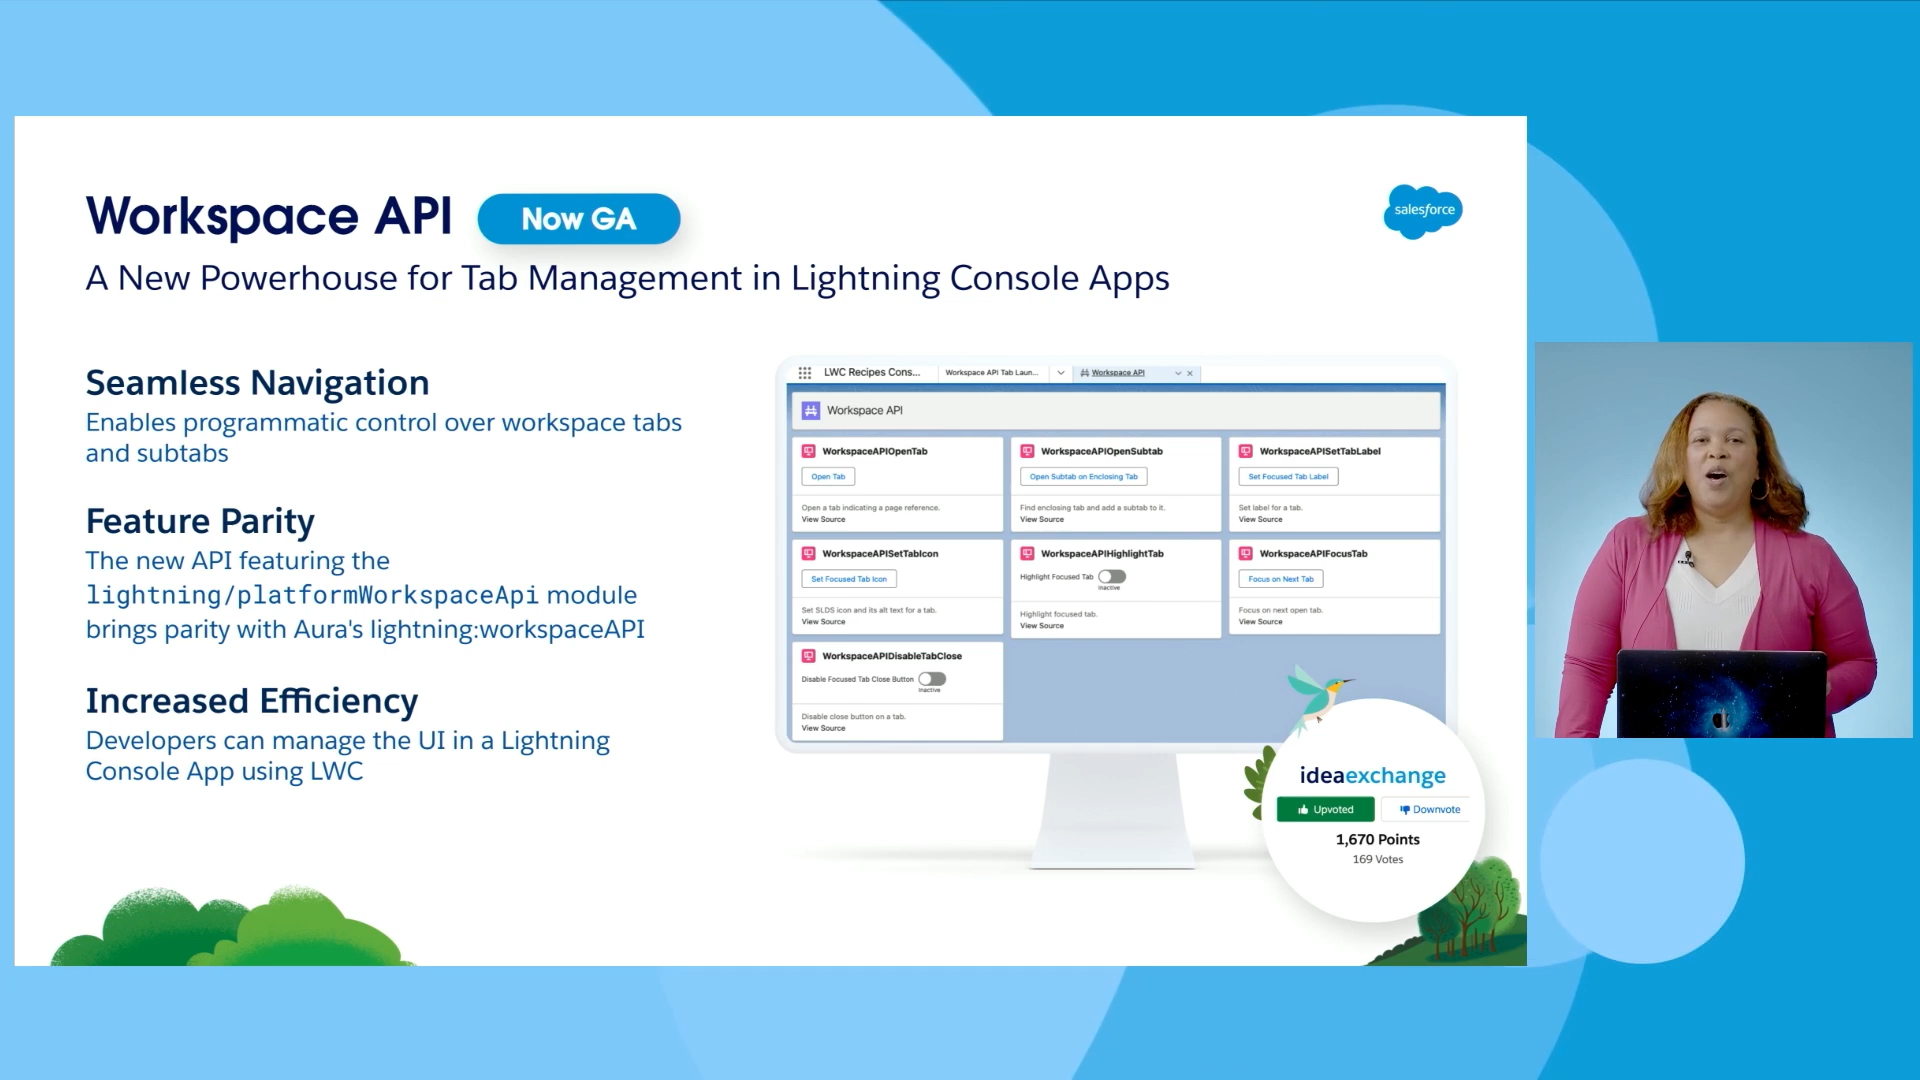 Workspace API
Now GA
salesforce
A New Powerhouse for Tab Management in Lightning Console Apps
Seamless Navigation
Enables programmatic control over workspace tabs
and subtabs
Feature Parity
The new API featuring the
lightning/platformWorkspaceApi module
brings parity with Aura's lightning:workspaceAPI
Increased Efficiency
Developers can manage the UI in a Lightning
Console App using LWC
LWC Recipes Cons...
Workspace API Tab Laun...
Workspace API
Workspace API
WorkspaceAPIOpenTab
Open Tab
Open a tab indicating a page reference.
View Source
WorkspaceAPIOpenSubtab
Open Subtab on Enclosing Tab
Find enclosing tab and add a subtab to it.
View Source
WorkspaceAPISetTabLabel
Set Focused Tab Label
Set label for a tab.
View Source
WorkspaceAPISetTabIcon
Set Focused Tab Icon
Set SLDS icon and its alt text for a tab.
View Source
WorkspaceAPIHighlightTab
Highlight Focused Tab
Inactive
Highlight focused tab.
View Source
WorkspaceAPIFocusTab
Focus on Next Tab
Focus on next open tab.
View Source
WorkspaceAPIDisableTabClose
Disable Focused Tab Close Button
Inactive
Disable close button on a tab.
View Source
ideaexchange
Upvoted
Downvote
1,670 Points
169 Votes